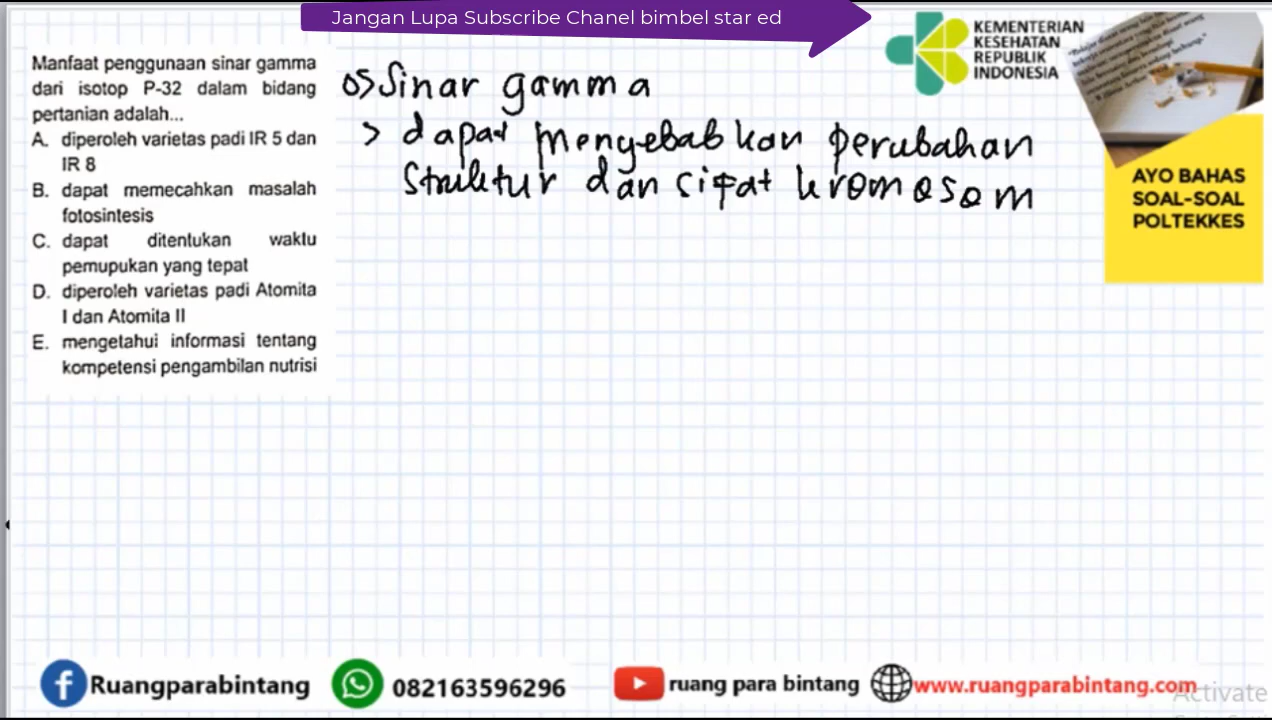 Jangan Lupa Subscribe Chanel bimbel star ed
KEMENTERIAN
KESEHATAN
REPUBLIK
INDONESIA
Manfaat penggunaan sinar gamma
dari isotop P-32 dalam bidang
pertanian adalah...
A. diperoleh varietas padi IR 5 dan
IR 8
B. dapat memecahkan masalah
fotosintesis
C. dapat ditentukan waktu
pemupukan yang tepat
D. diperoleh varietas padi Atomita
I dan Atomita II
E. mengetahui informasi tentang
kompetensi pengambilan nutrisi
Sinar gamma
> dapat menyebabkan perubahan
Struktur dan sifat kromosom
AYO BAHAS
SOAL-SOAL
POLTEKKES
Ruangparabintang
082163596296
ruang para bintang
www.ruangparabintang.com
Activate